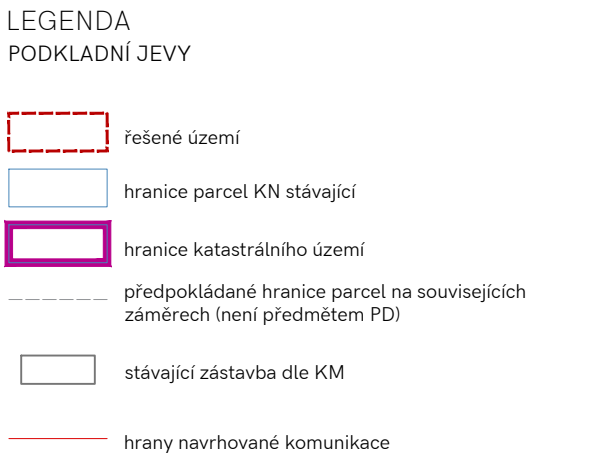 LEGENDA
PODKLADNÍ JEVY
řešené území
hranice parcel KN stávající
hranice katastrálního území
předpokládané hranice parcel na souvisejících
záměrech (není předmětem PD)
stávající zástavba dle KM
hrany navrhované komunikace